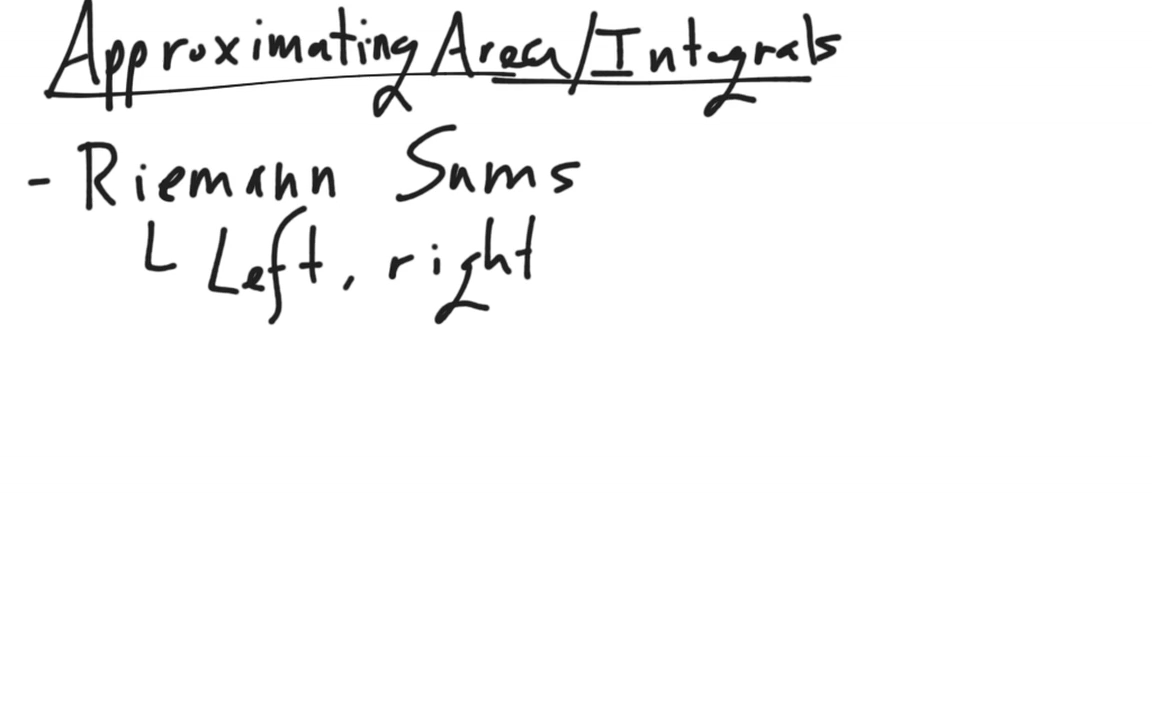 Approximating Area/Integrals
- Riemann Sums
└ Left, right